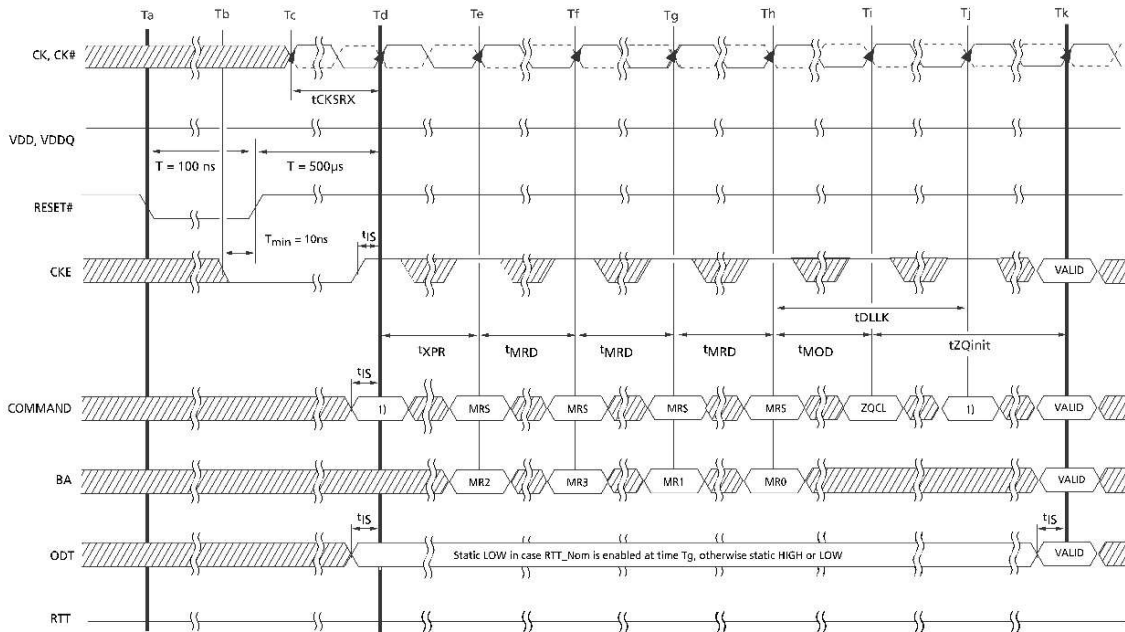 Ta Tb Tc Td Te Tf Tg Th Ti Tj Tk
CK, CK#
tCKSRX
VDD, VDDQ
T = 100 ns T = 500µs
RESET#
Tmin = 10ns tIS
CKE VALID
tDLLK
tXPR tMRD tMRD tMRD tMOD tZQinit
tIS
COMMAND 1) MRS MRS MRS MRS ZQCL 1) VALID
BA MR2 MR3 MR1 MR0 VALID
tIS tIS
ODT Static LOW in case RTT_Nom is enabled at time Tg, otherwise static HIGH or LOW VALID
RTT